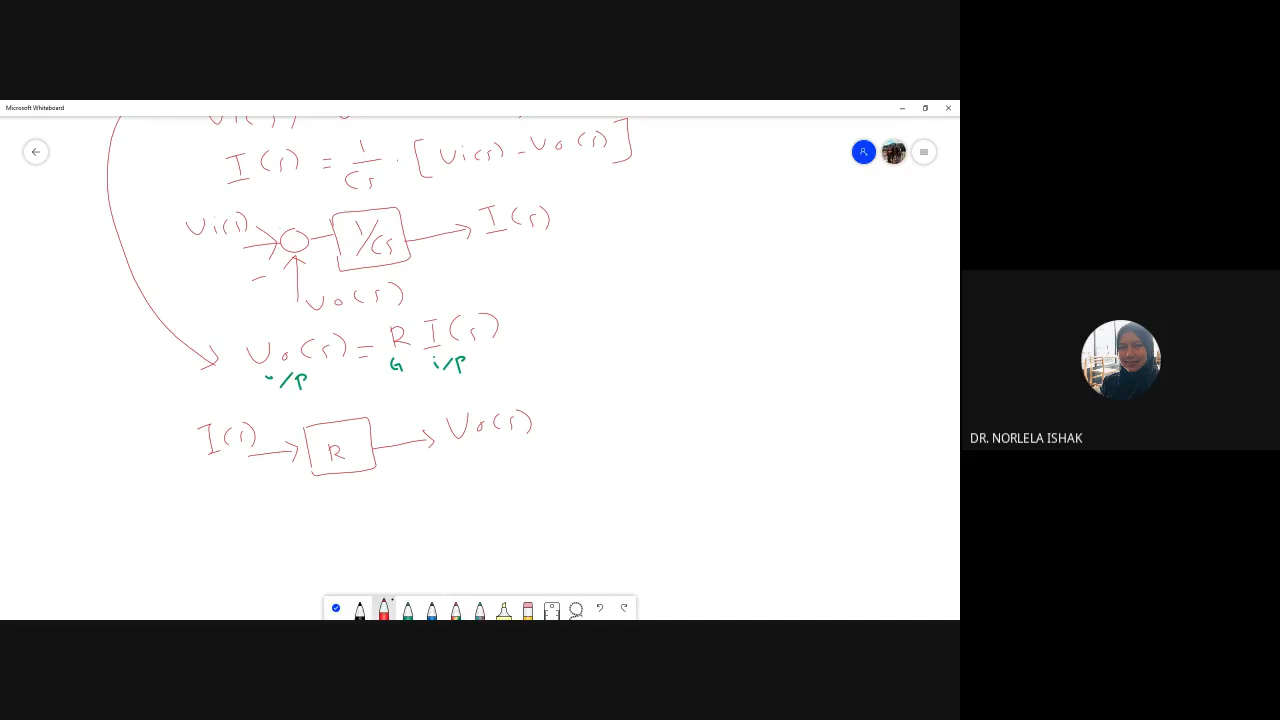 Microsoft Whiteboard
I(s) = 1/Cs . [Vi(s) - Vo(s)]
Vi(s)
1/Cs
I(s)
-
Vo(s)
Vo(s) = R I(s)
o/p G i/p
I(s)
R
Vo(s)
DR. NORLELA ISHAK